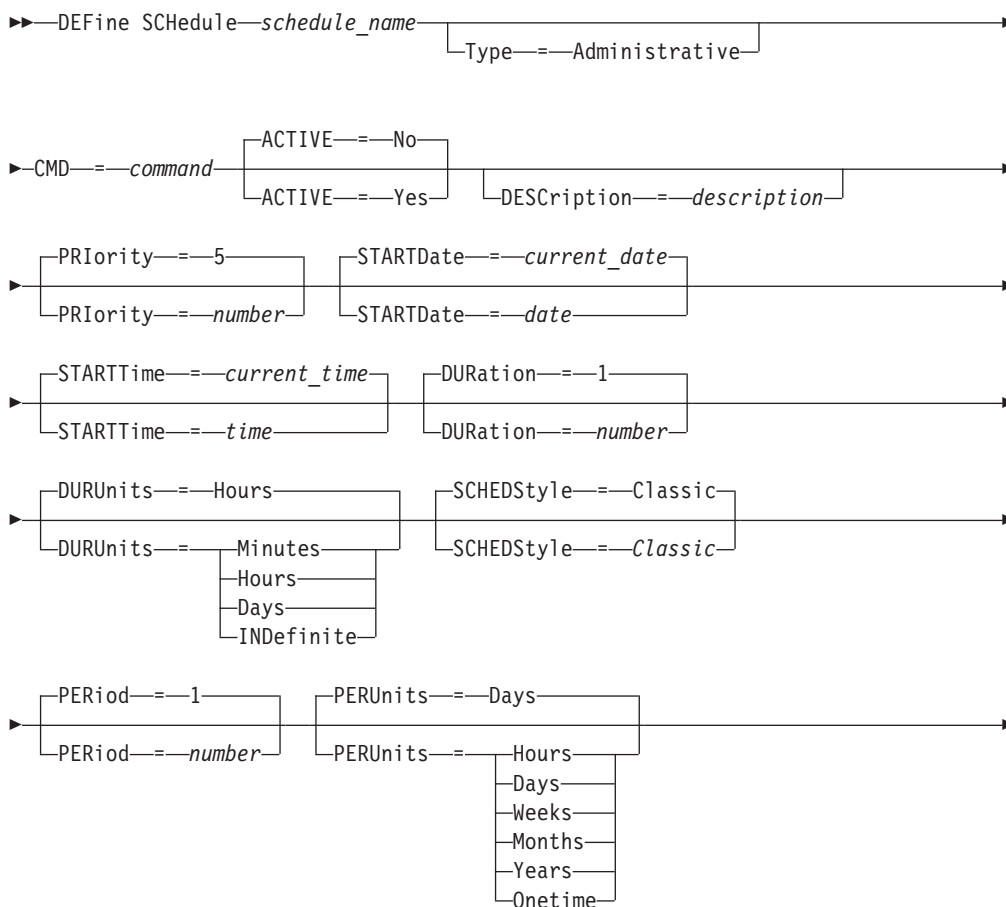 DEFine SCHedule schedule_name
Type = Administrative
CMD = command
ACTIVE = No
ACTIVE = Yes
DESCription = description
PRIority = 5
PRIority = number
STARTDate = current_date
STARTDate = date
STARTTime = current_time
STARTTime = time
DURation = 1
DURation = number
DURUnits = Hours
DURUnits = Minutes
Hours
Days
INDefinite
SCHEDStyle = Classic
SCHEDStyle = Classic
PERiod = 1
PERiod = number
PERUnits = Days
PERUnits = Hours
Days
Weeks
Months
Years
Onetime